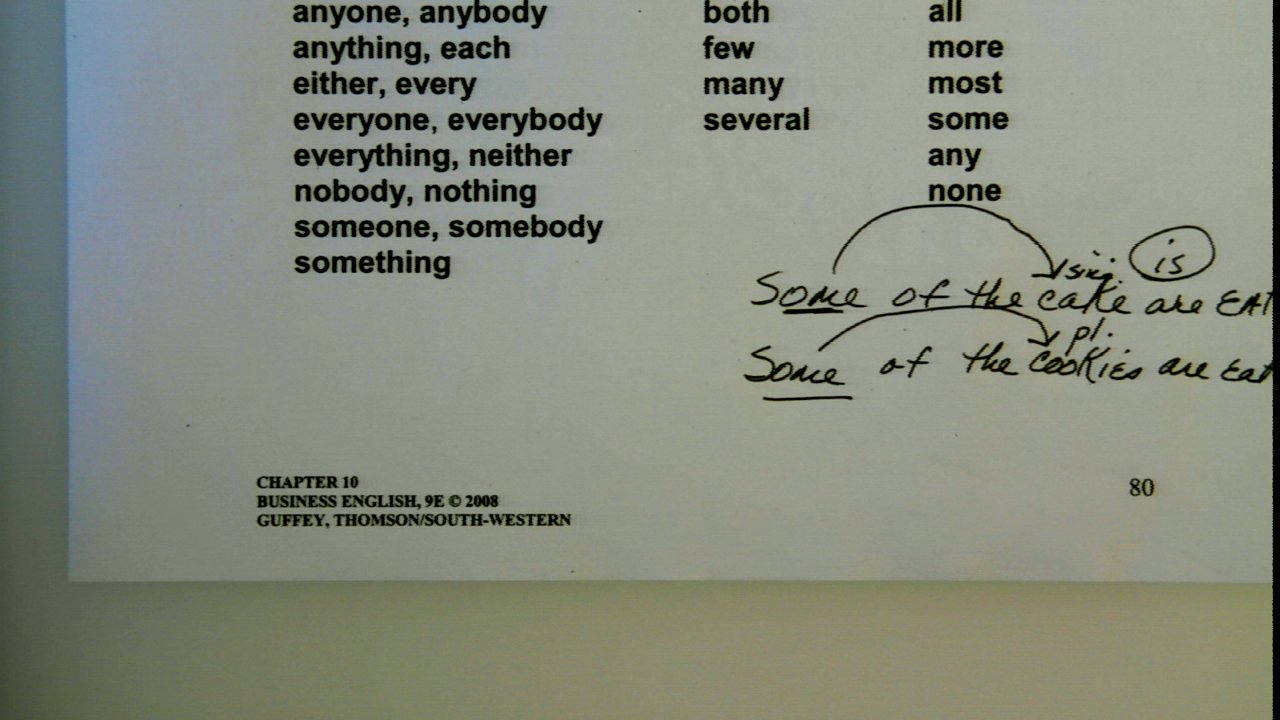 anyone, anybody both all
anything, each few more
either, every many most
everyone, everybody several some
everything, neither any
nobody, nothing none
someone, somebody
something
sing. is
Some of the cake are EAT
pl.
Some of the cookies are Eat
CHAPTER 10
BUSINESS ENGLISH, 9E © 2008
GUFFEY, THOMSON/SOUTH-WESTERN
80